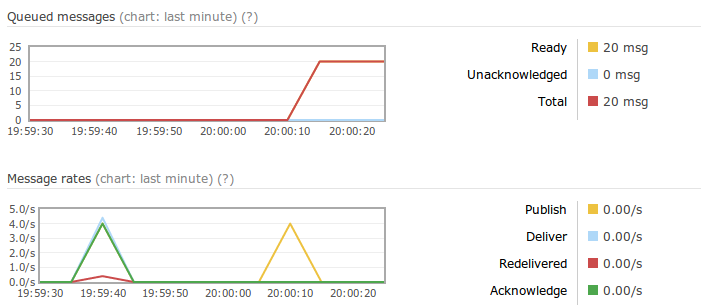 Queued messages (chart: last minute) (?)
25
20
15
10
5
0
19:59:30 19:59:40 19:59:50 20:00:00 20:00:10 20:00:20
Ready 20 msg
Unacknowledged 0 msg
Total 20 msg
Message rates (chart: last minute) (?)
5.0/s
4.0/s
3.0/s
2.0/s
1.0/s
0.0/s
19:59:30 19:59:40 19:59:50 20:00:00 20:00:10 20:00:20
Publish 0.00/s
Deliver 0.00/s
Redelivered 0.00/s
Acknowledge 0.00/s